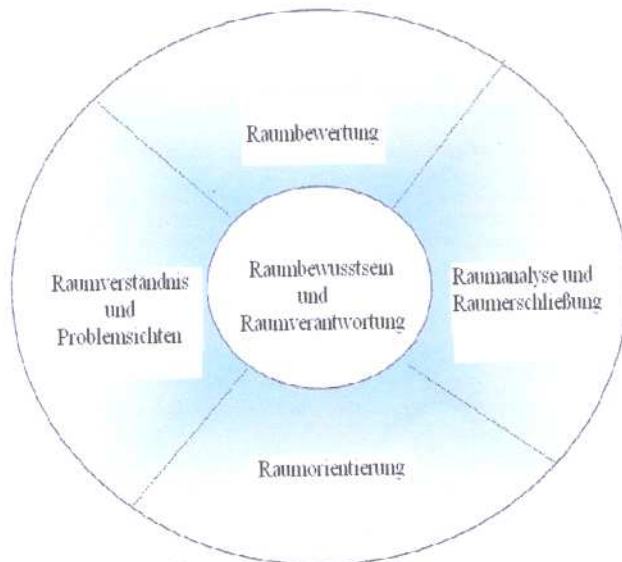 Raumbewertung
Raumverständnis
und
Problemsichten
Raumbewusstsein
und
Raumverantwortung
Raumanalyse und
Raumerschließung
Raumorientierung